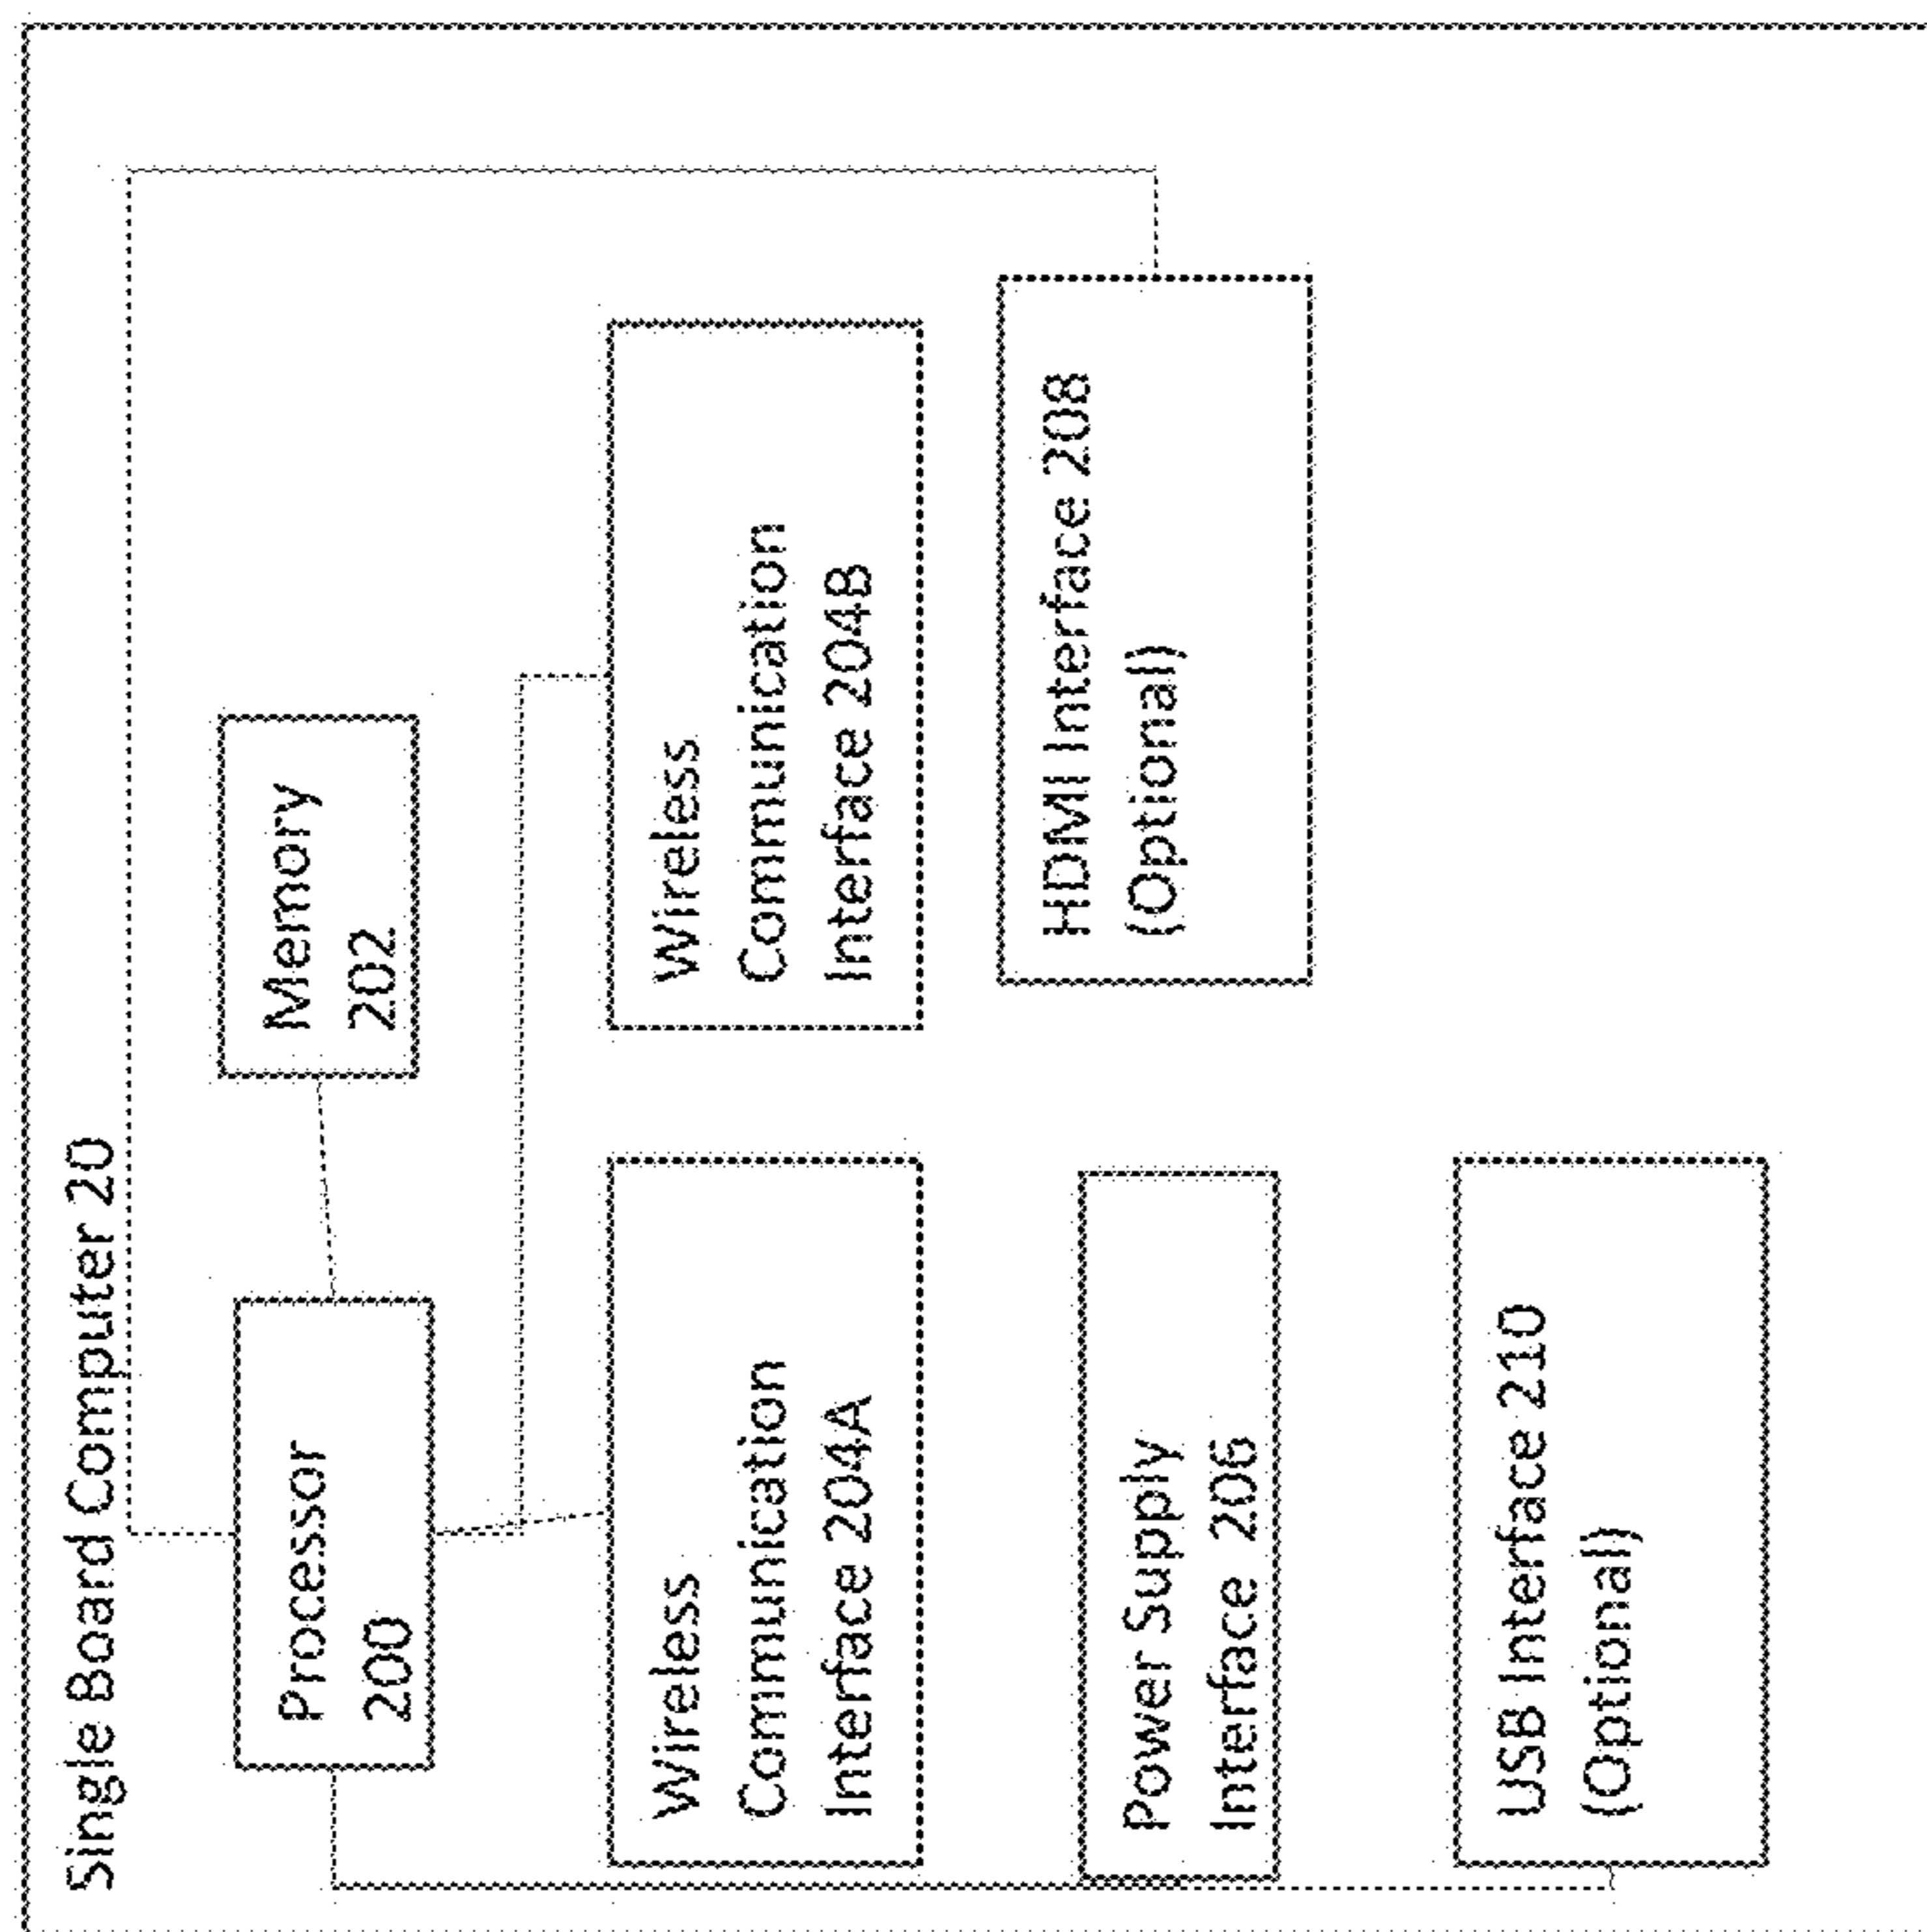 Single Board Computer 20
Processor
200
Memory
202
Wireless
Communication
Interface 204A
Wireless
Communication
Interface 204B
Power Supply
Interface 206
HDMI Interface 208
(Optional)
USB Interface 210
(Optional)